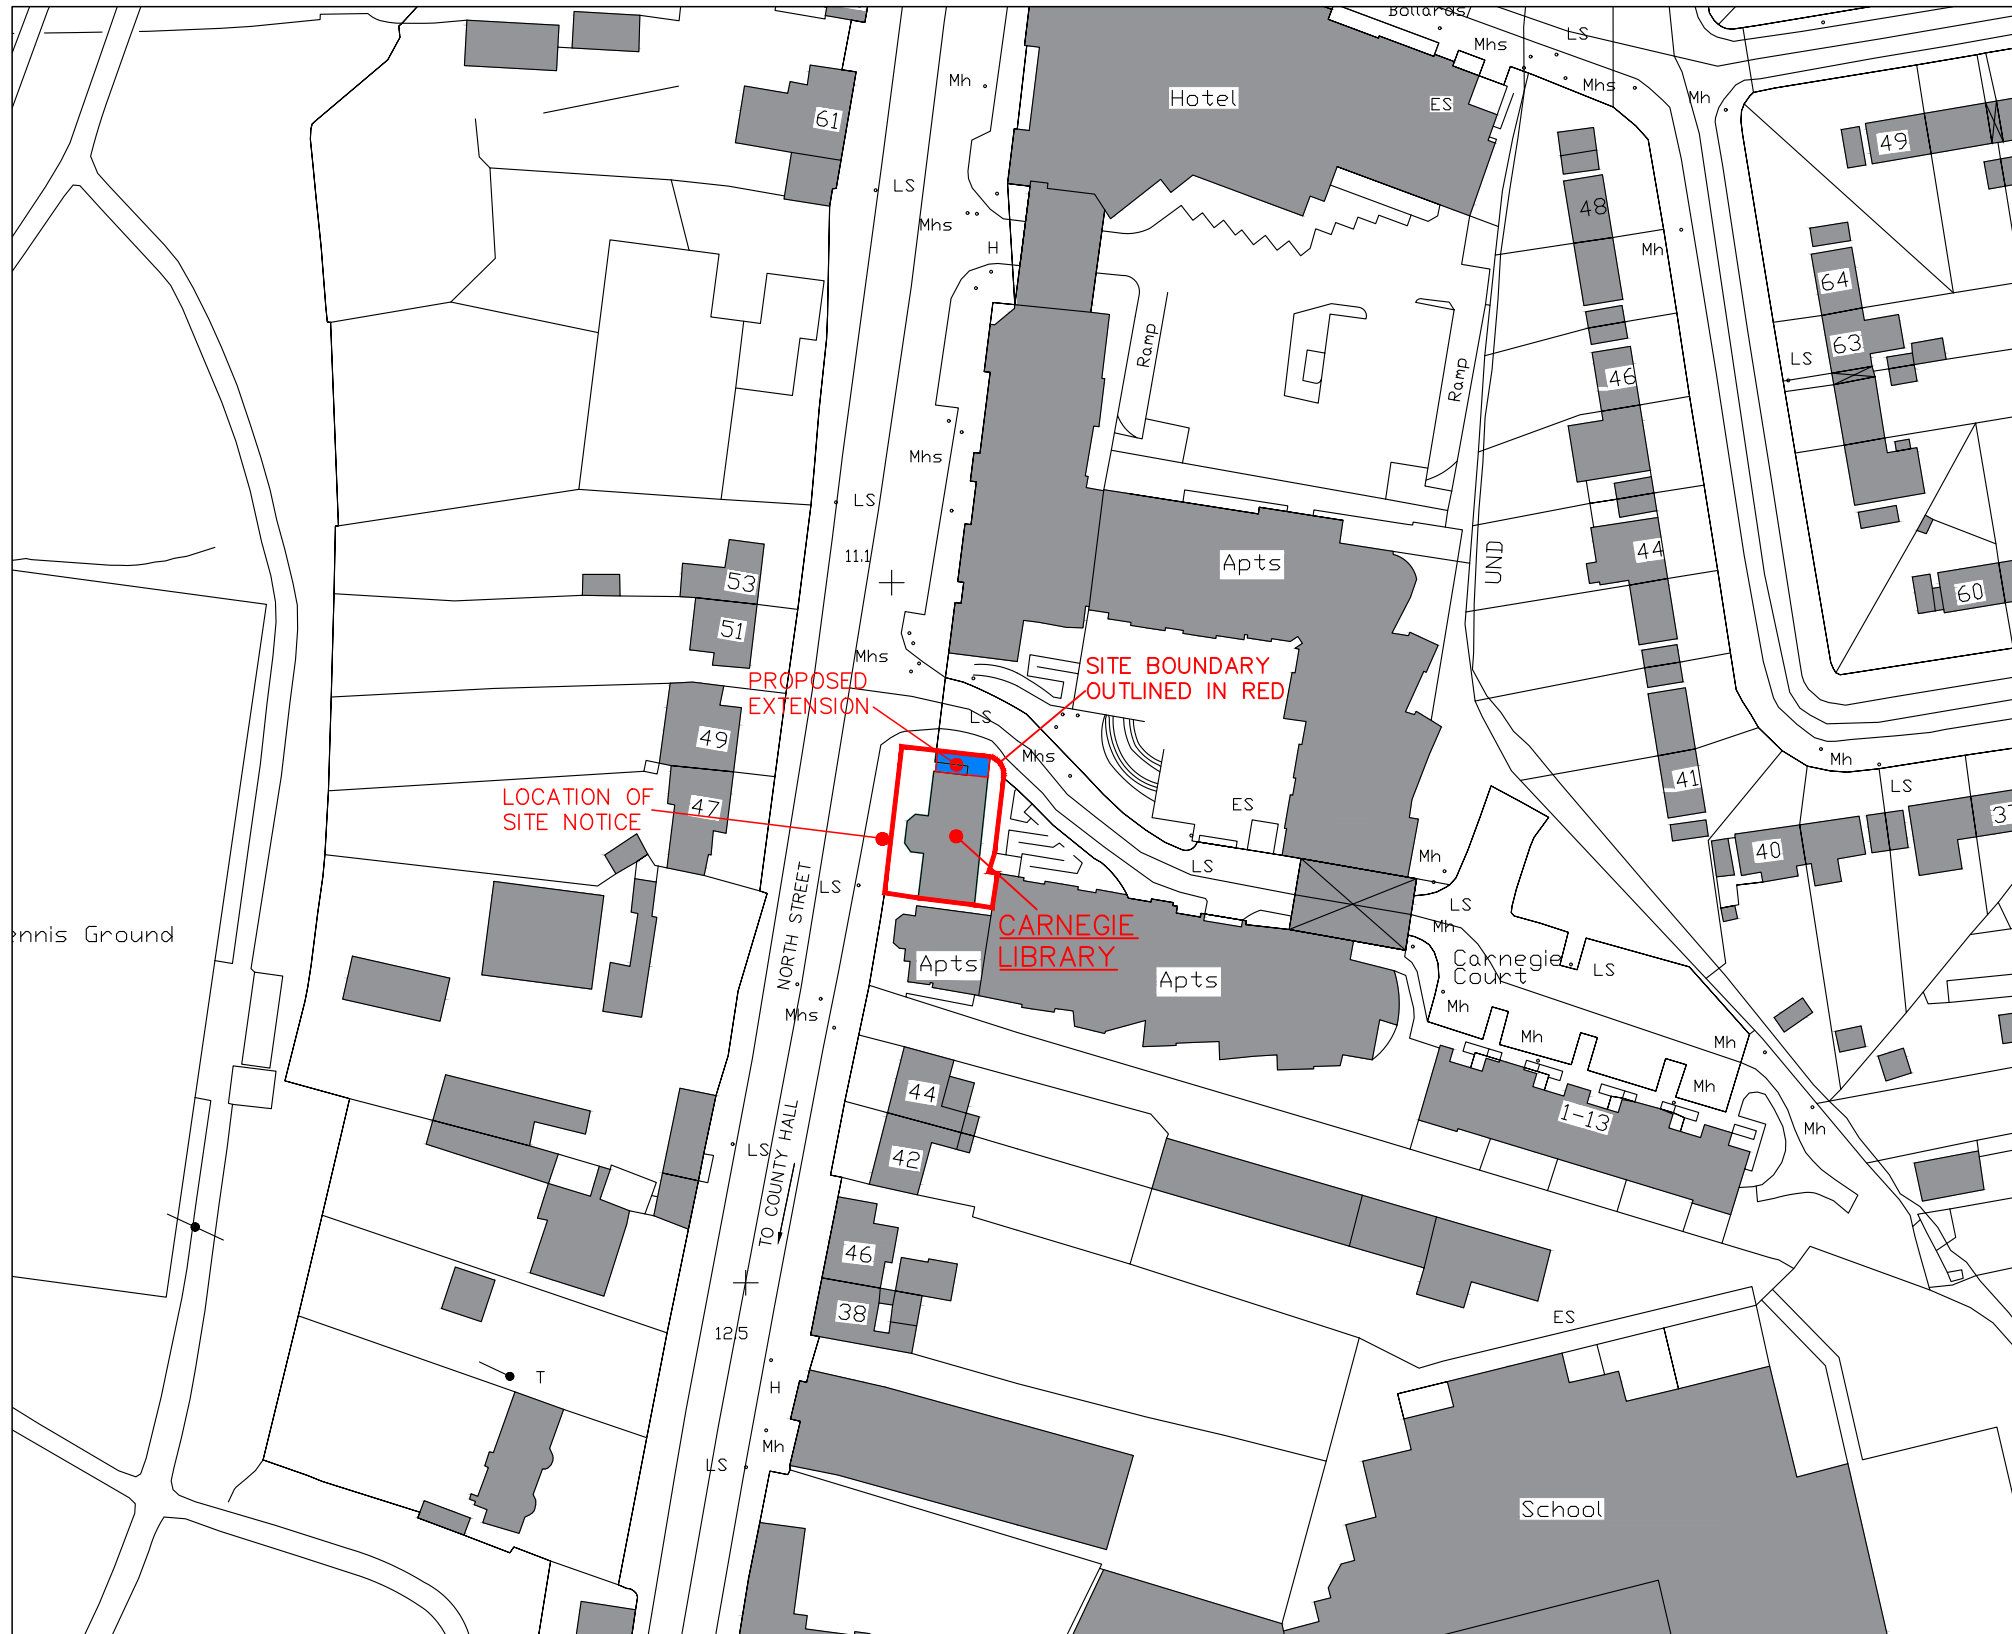 Bollards
LS
Mhs
Mh
Hotel
ES
Mhs
Mh
61
49
LS
48
Mhs
H
Mh
64
Ramp
63
LS
Ramp
46
Mhs
LS
11.1
Apts
UND
44
53
60
51
Mhs
SITE BOUNDARY
OUTLINED IN RED
PROPOSED
EXTENSION
LS
49
Mhs
Mh
41
LS
LOCATION OF
SITE NOTICE
47
ES
40
NORTH STREET
LS
LS
Mh
LS
Mh
CARNEGIE
LIBRARY
ennis Ground
Apts
Apts
Carnegie
Court
LS
Mhs
Mh
Mh
Mh
Mh
44
1-13
Mh
TO COUNTY HALL
LS
42
46
38
ES
12.5
T
H
Mh
LS
School